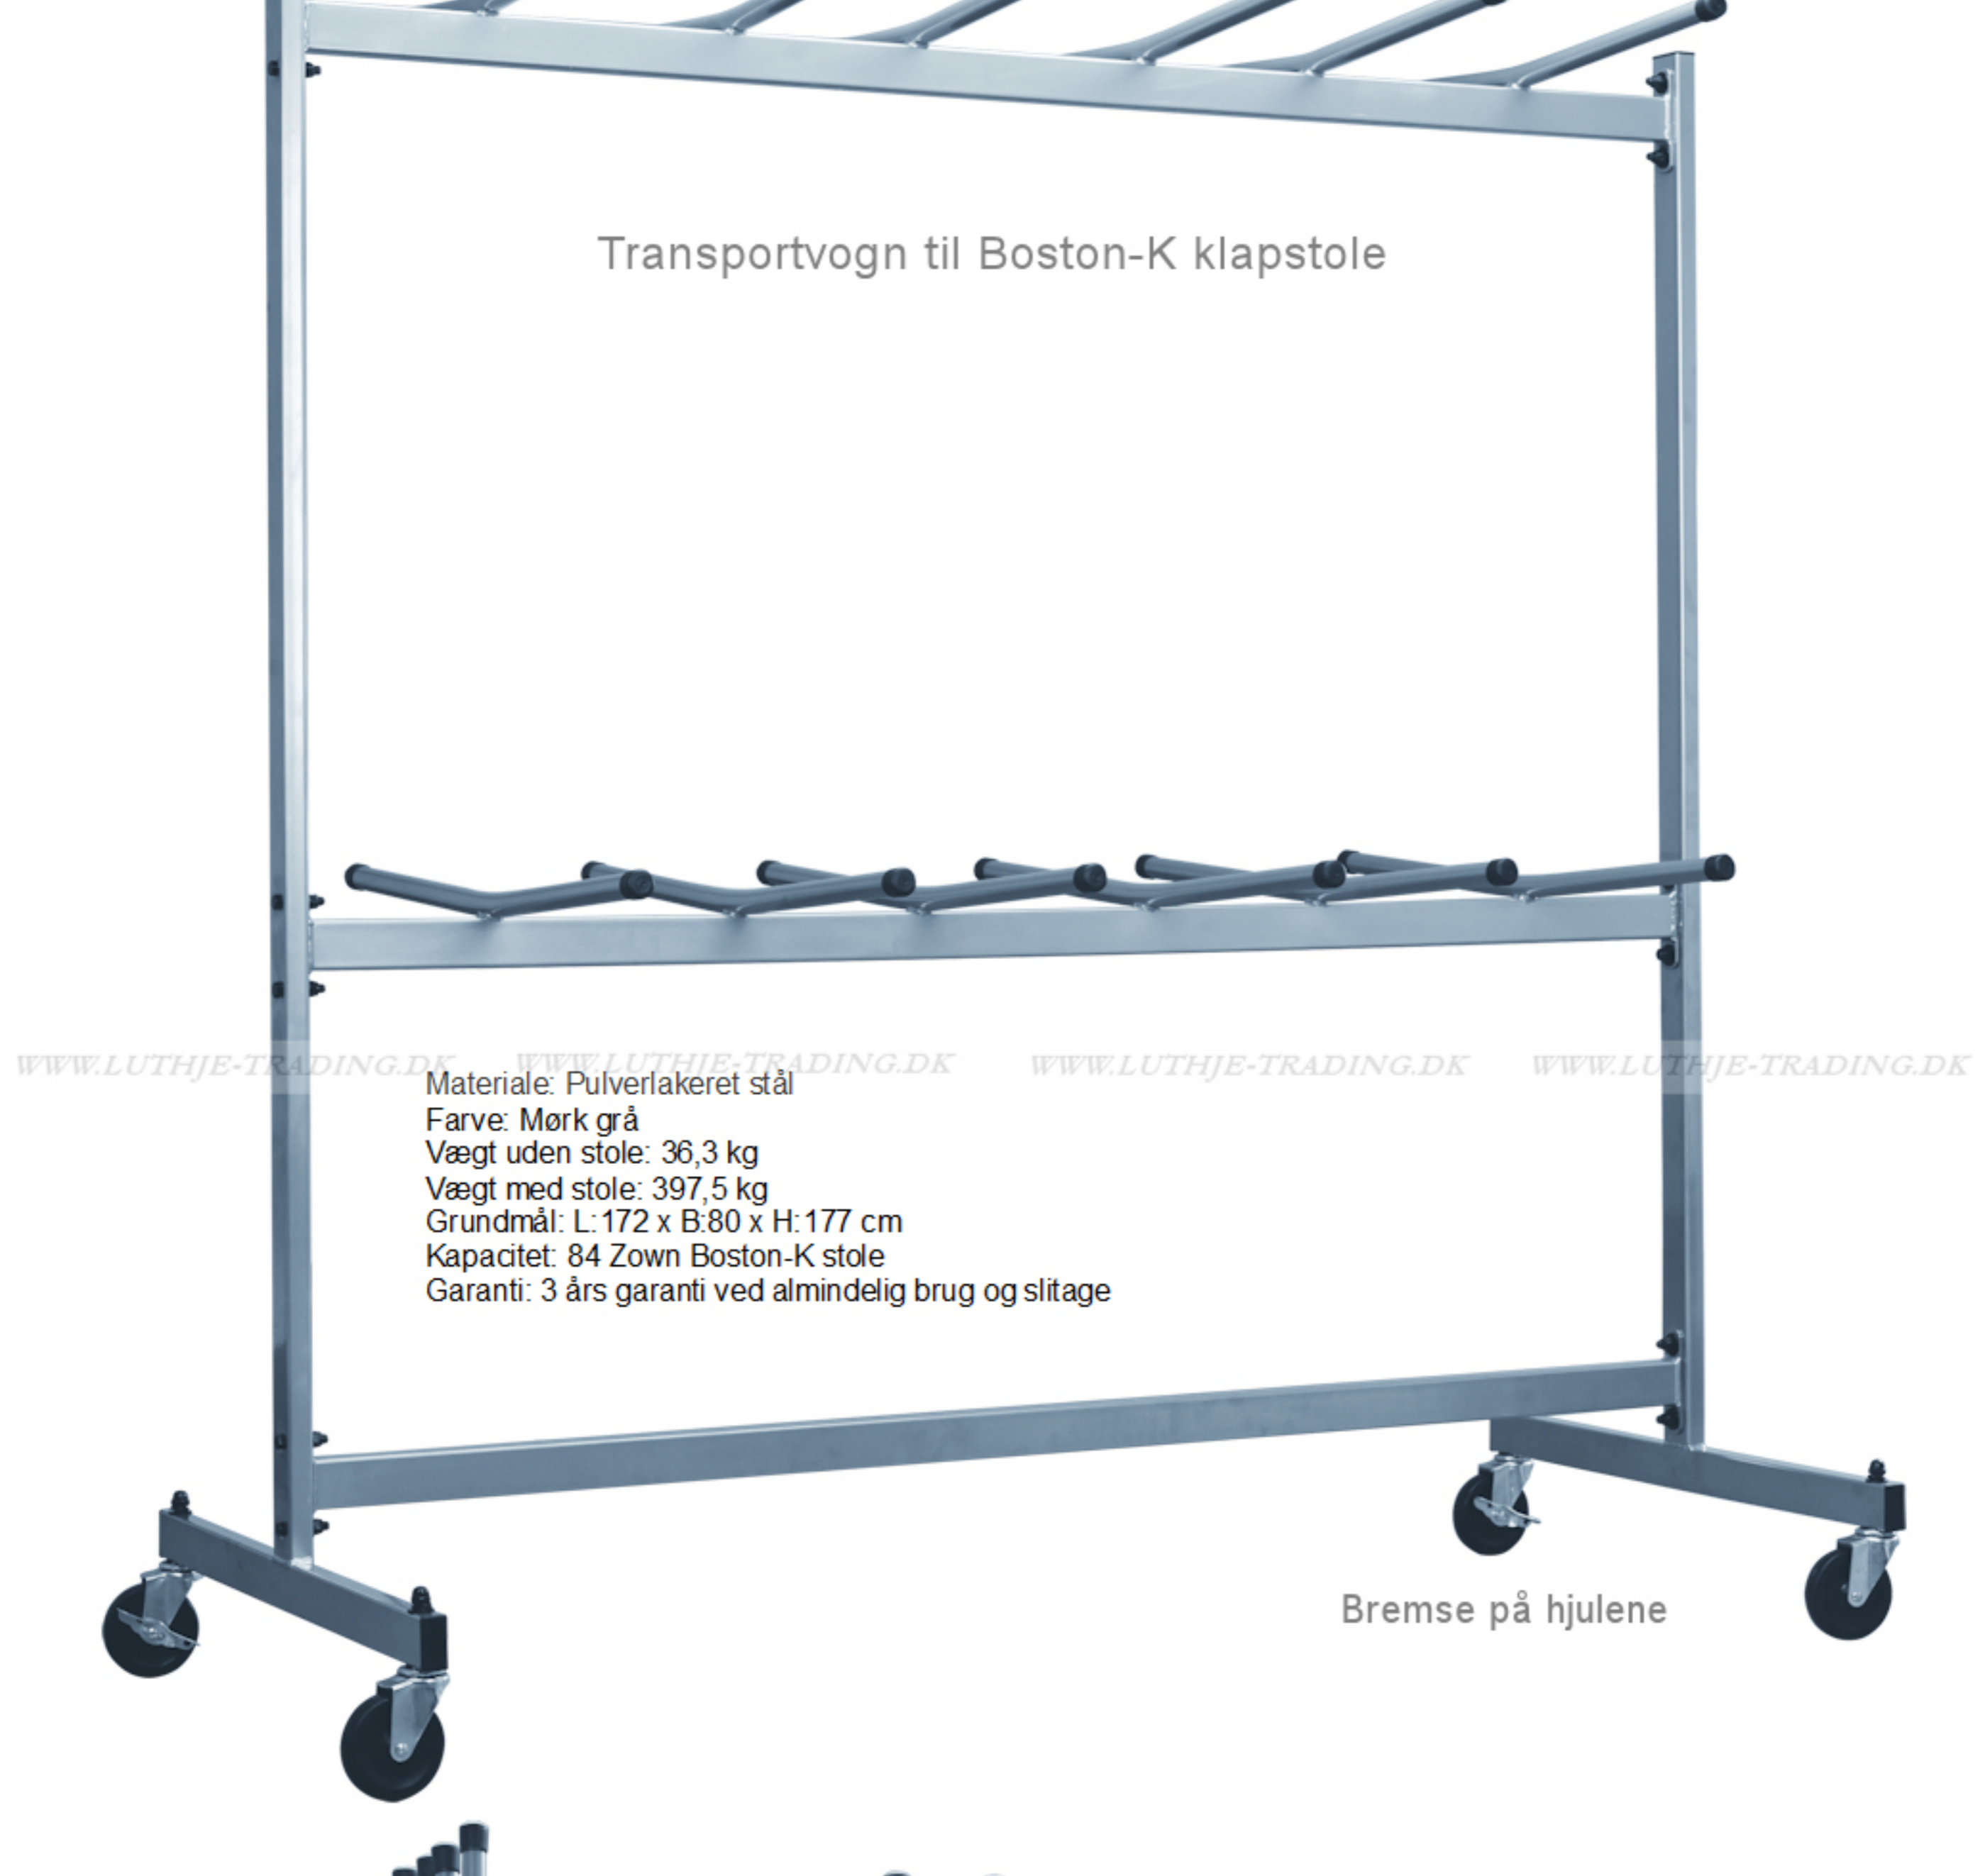 Transportvogn til Boston-K klapstole
WWW.LUTHJE-TRADING.DK WWW.LUTHJE-TRADING.DK WWW.LUTHJE-TRADING.DK WWW.LUTHJE-TRADING.DK
Materiale: Pulverlakeret stål
Farve: Mørk grå
Vægt uden stole: 36,3 kg
Vægt med stole: 397,5 kg
Grundmål: L:172 x B:80 x H:177 cm
Kapacitet: 84 Zown Boston-K stole
Garanti: 3 års garanti ved almindelig brug og slitage
Bremse på hjulene